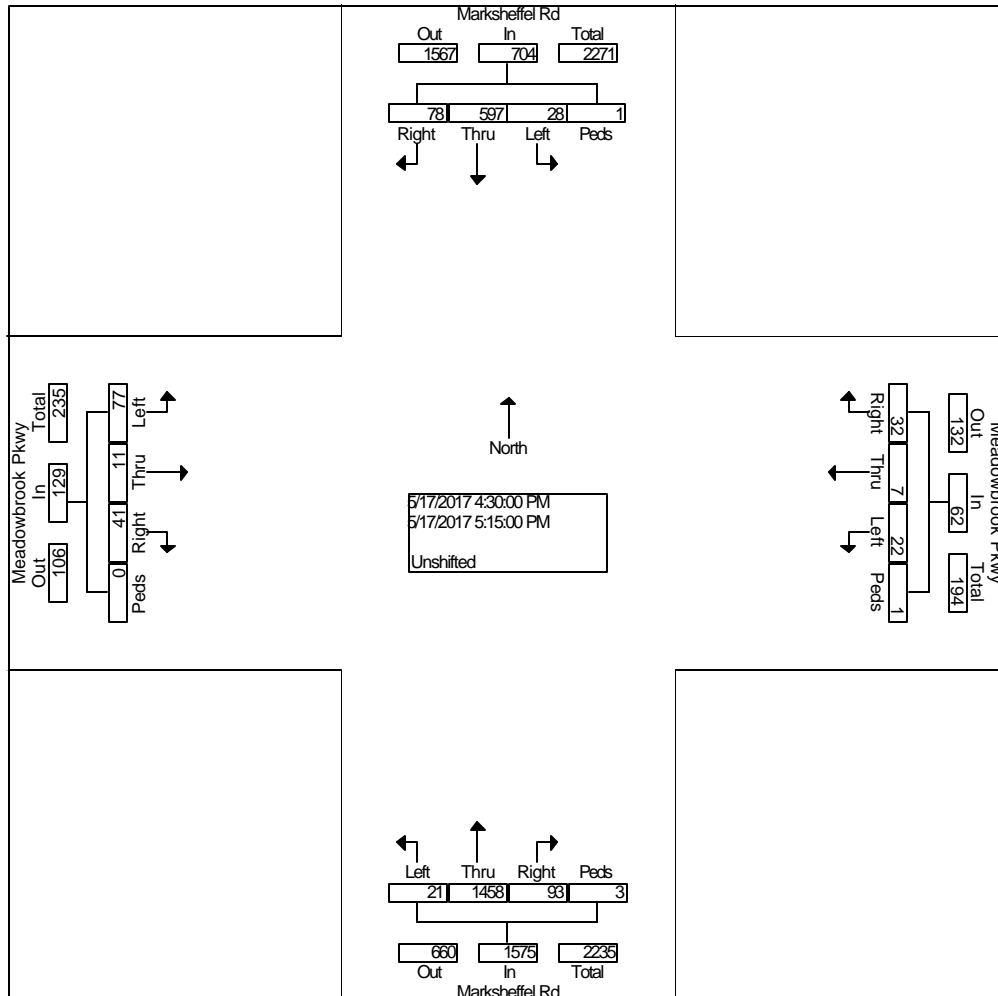 Marksheffel Rd
Out In Total
1567 704 2271
78 597 28 1
Right Thru Left Peds
Meadowbrook Pkwy
Total In Out
235 129 106
77 11 41 0
Left Thru Right Peds
North
5/17/2017 4:30:00 PM
5/17/2017 5:15:00 PM
Unshifted
Right Thru Left Peds
32 7 22 1
132 62 194
Out In Total
Meadowbrook Pkwy
Left Thru Right Peds
21 1458 93 3
660 1575 2235
Out In Total
Marksheffel Rd